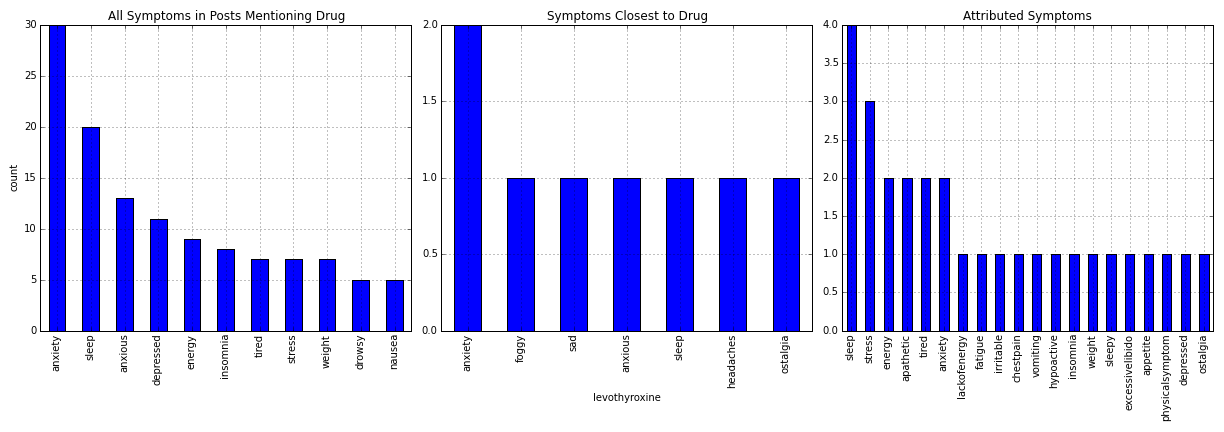 All Symptoms in Posts Mentioning Drug
30
25
20
15
10
5
0
count
anxiety
sleep
anxious
depressed
energy
insomnia
tired
stress
weight
drowsy
nausea
Symptoms Closest to Drug
2.0
1.5
1.0
0.5
0.0
anxiety
foggy
sad
anxious
sleep
headaches
ostalgia
levothyroxine
Attributed Symptoms
4.0
3.5
3.0
2.5
2.0
1.5
1.0
0.5
0.0
sleep
stress
energy
apathetic
tired
anxiety
lackofenergy
fatigue
irritable
chestpain
vomiting
hypoactive
insomnia
weight
sleepy
excessivelibido
appetite
physicalsymptom
depressed
ostalgia